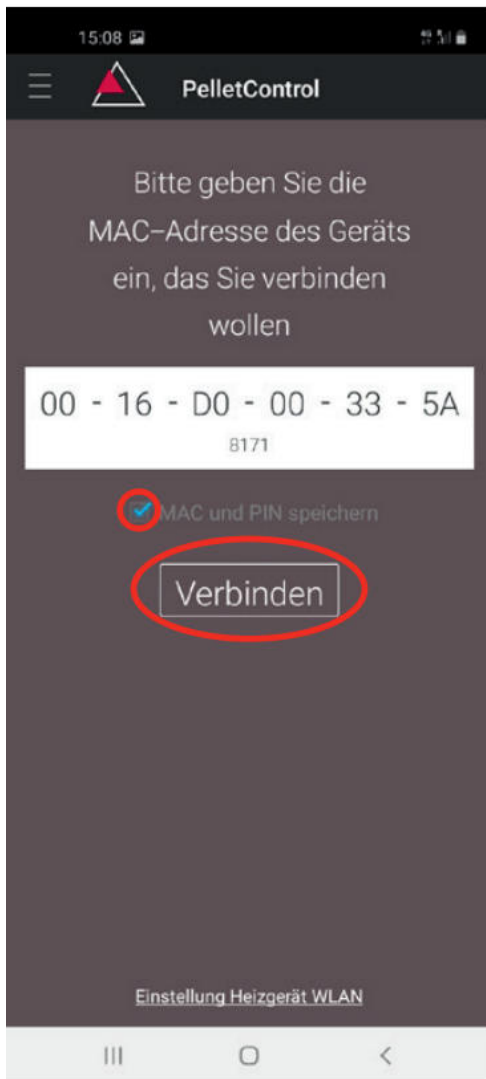 15:08
PelletControl
Bitte geben Sie die
MAC-Adresse des Geräts
ein, das Sie verbinden
wollen
00 - 16 - D0 - 00 - 33 - 5A
8171
MAC und PIN speichern
Verbinden
Einstellung Heizgerät WLAN